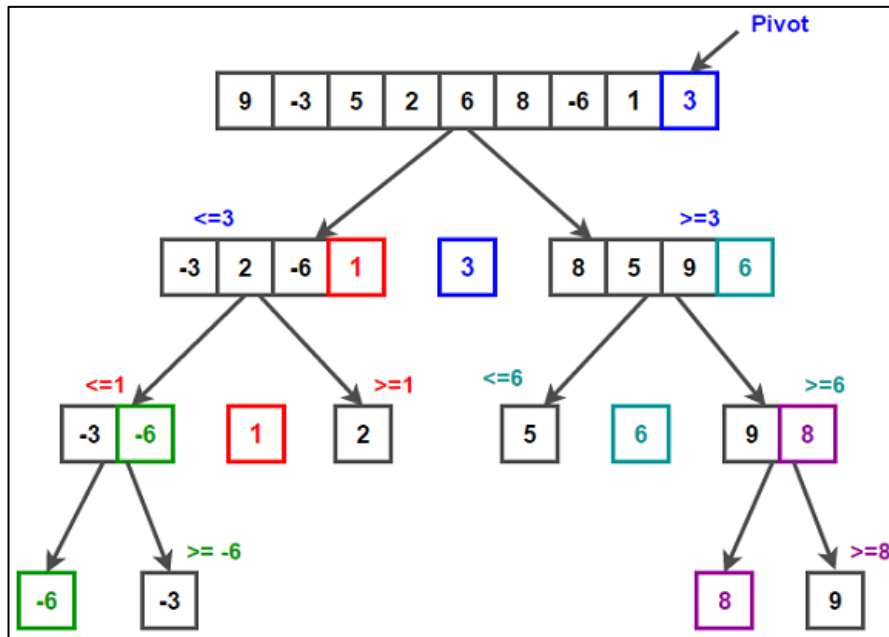 Pivot
9 -3 5 2 6 8 -6 1 3
<=3 >=3
-3 2 -6 1 3 8 5 9 6
<=1 >=1 <=6 >=6
-3 -6 1 2 5 6 9 8
>= -6 >=8
-6 -3 8 9